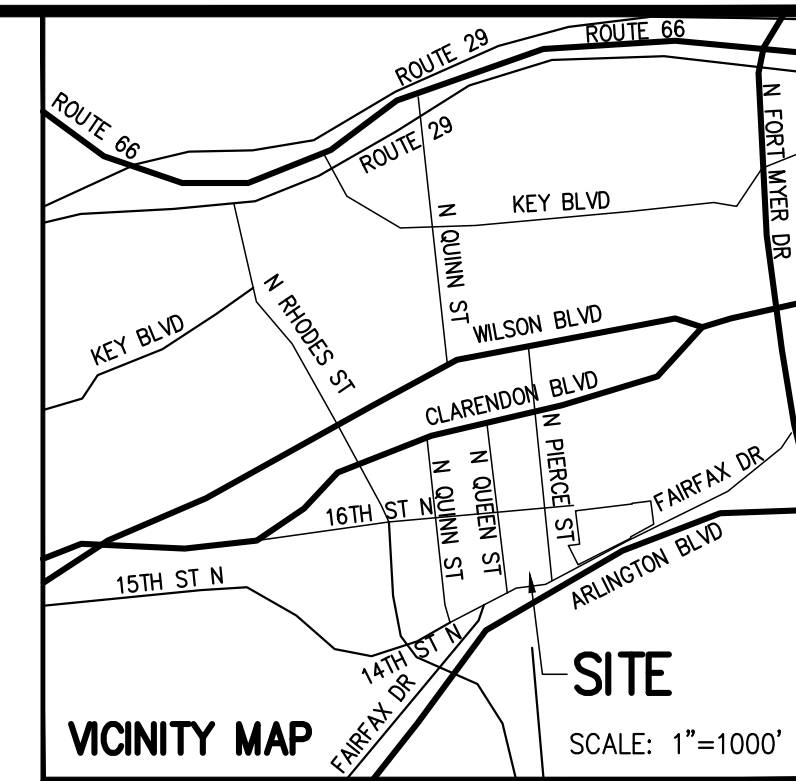 ROUTE 66
ROUTE 29
ROUTE 66
ROUTE 29
N FORT MYER DR
KEY BLVD
N QUINN ST
N RHODES ST
KEY BLVD
WILSON BLVD
CLARENDON BLVD
N PIERCE ST
N QUINN ST
N QUEEN ST
FAIRFAX DR
16TH ST N
ARLINGTON BLVD
15TH ST N
14TH ST N
FAIRFAX DR
SITE
VICINITY MAP
SCALE: 1"=1000'